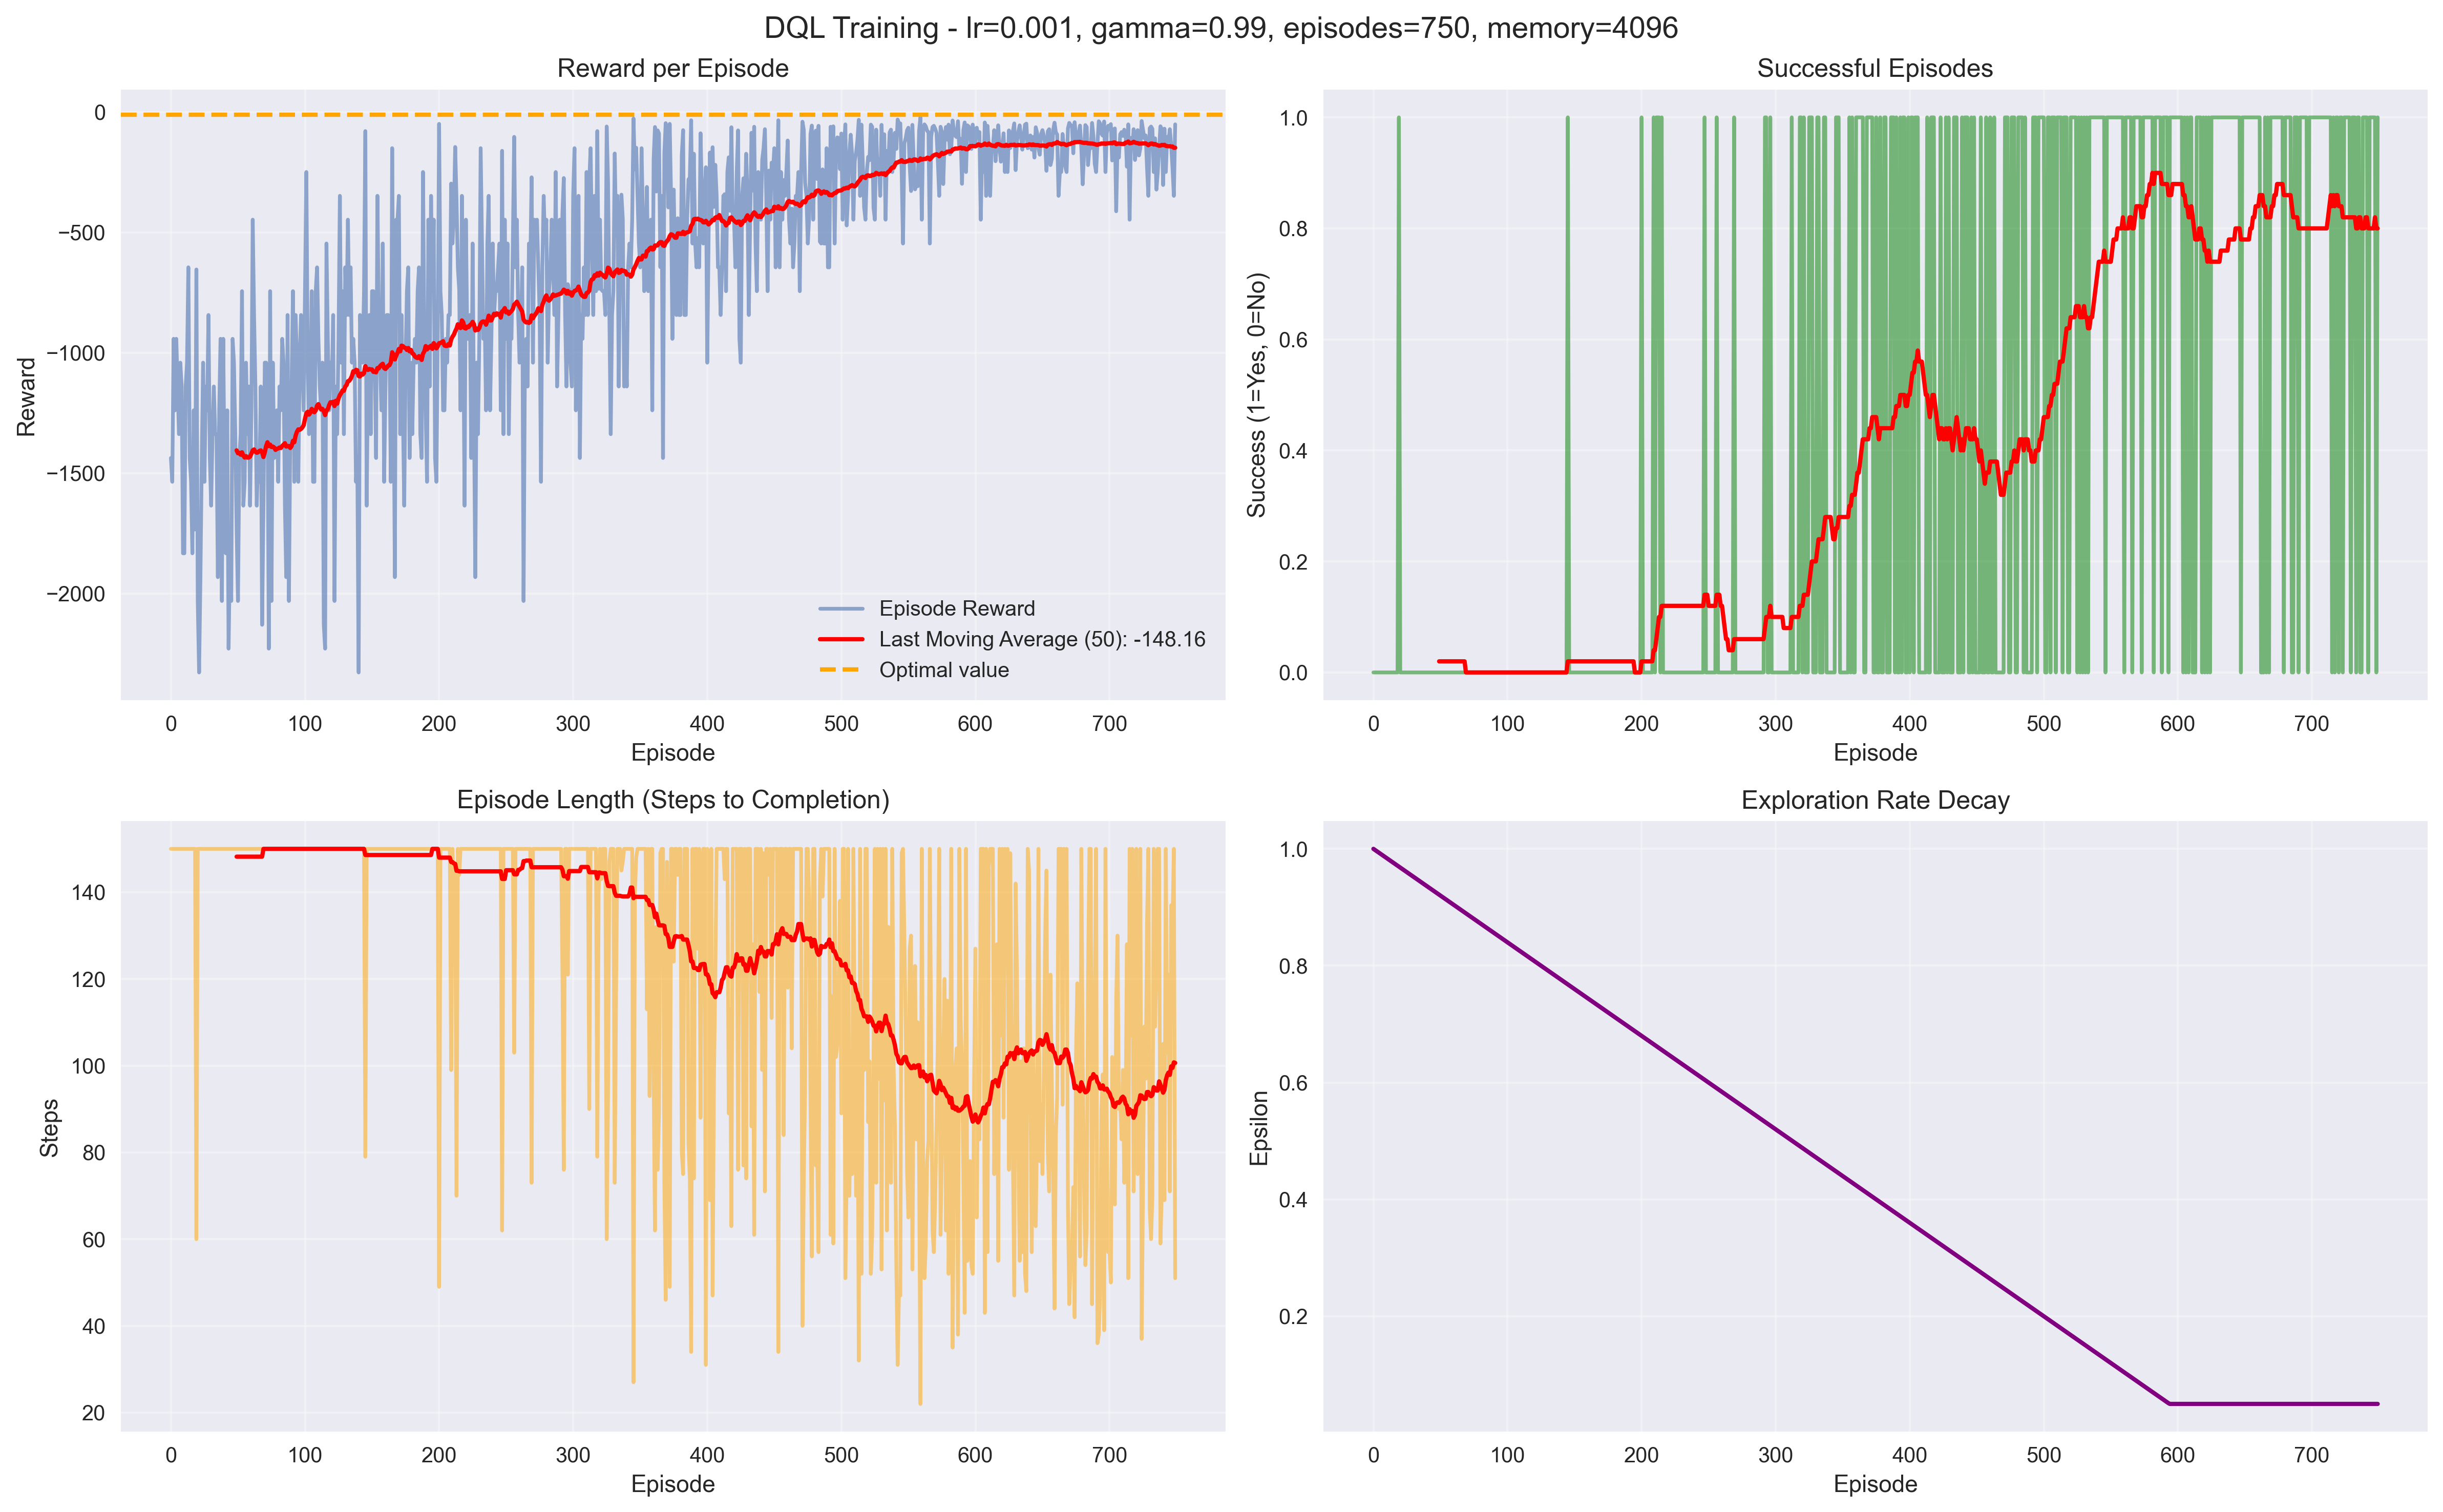 DQL Training - lr=0.001, gamma=0.99, episodes=750, memory=4096
Reward per Episode
0
−500
−1000
−1500
−2000
Reward
0 100 200 300 400 500 600 700
Episode
Episode Reward
Last Moving Average (50): -148.16
Optimal value
Successful Episodes
1.0
0.8
0.6
0.4
0.2
0.0
Success (1=Yes, 0=No)
0 100 200 300 400 500 600 700
Episode
Episode Length (Steps to Completion)
140
120
100
80
60
40
20
Steps
0 100 200 300 400 500 600 700
Episode
Exploration Rate Decay
1.0
0.8
0.6
0.4
0.2
Epsilon
0 100 200 300 400 500 600 700
Episode